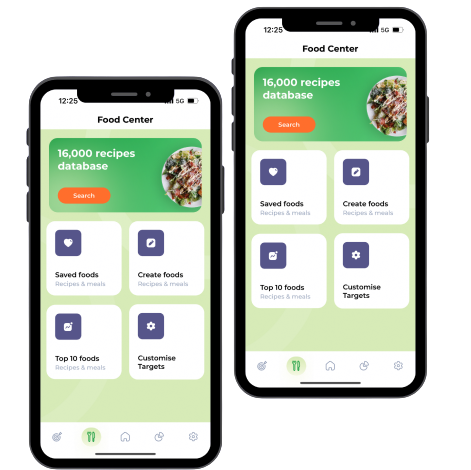 12:25
5G
Food Center
16,000 recipes
database
Search
Saved foods
Recipes & meals
Create foods
Recipes & meals
Top 10 foods
Recipes & meals
Customise
Targets
12:25
5G
Food Center
16,000 recipes
database
Search
Saved foods
Recipes & meals
Create foods
Recipes & meals
Top 10 foods
Recipes & meals
Customise
Targets